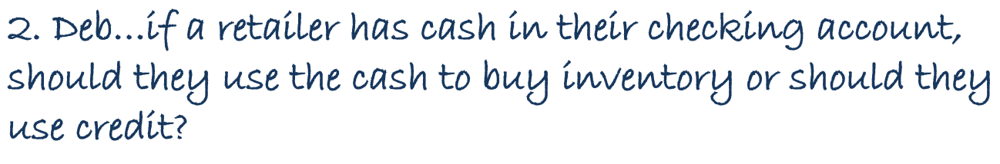 2. Deb...if a retailer has cash in their checking account,
should they use the cash to buy inventory or should they
use credit?